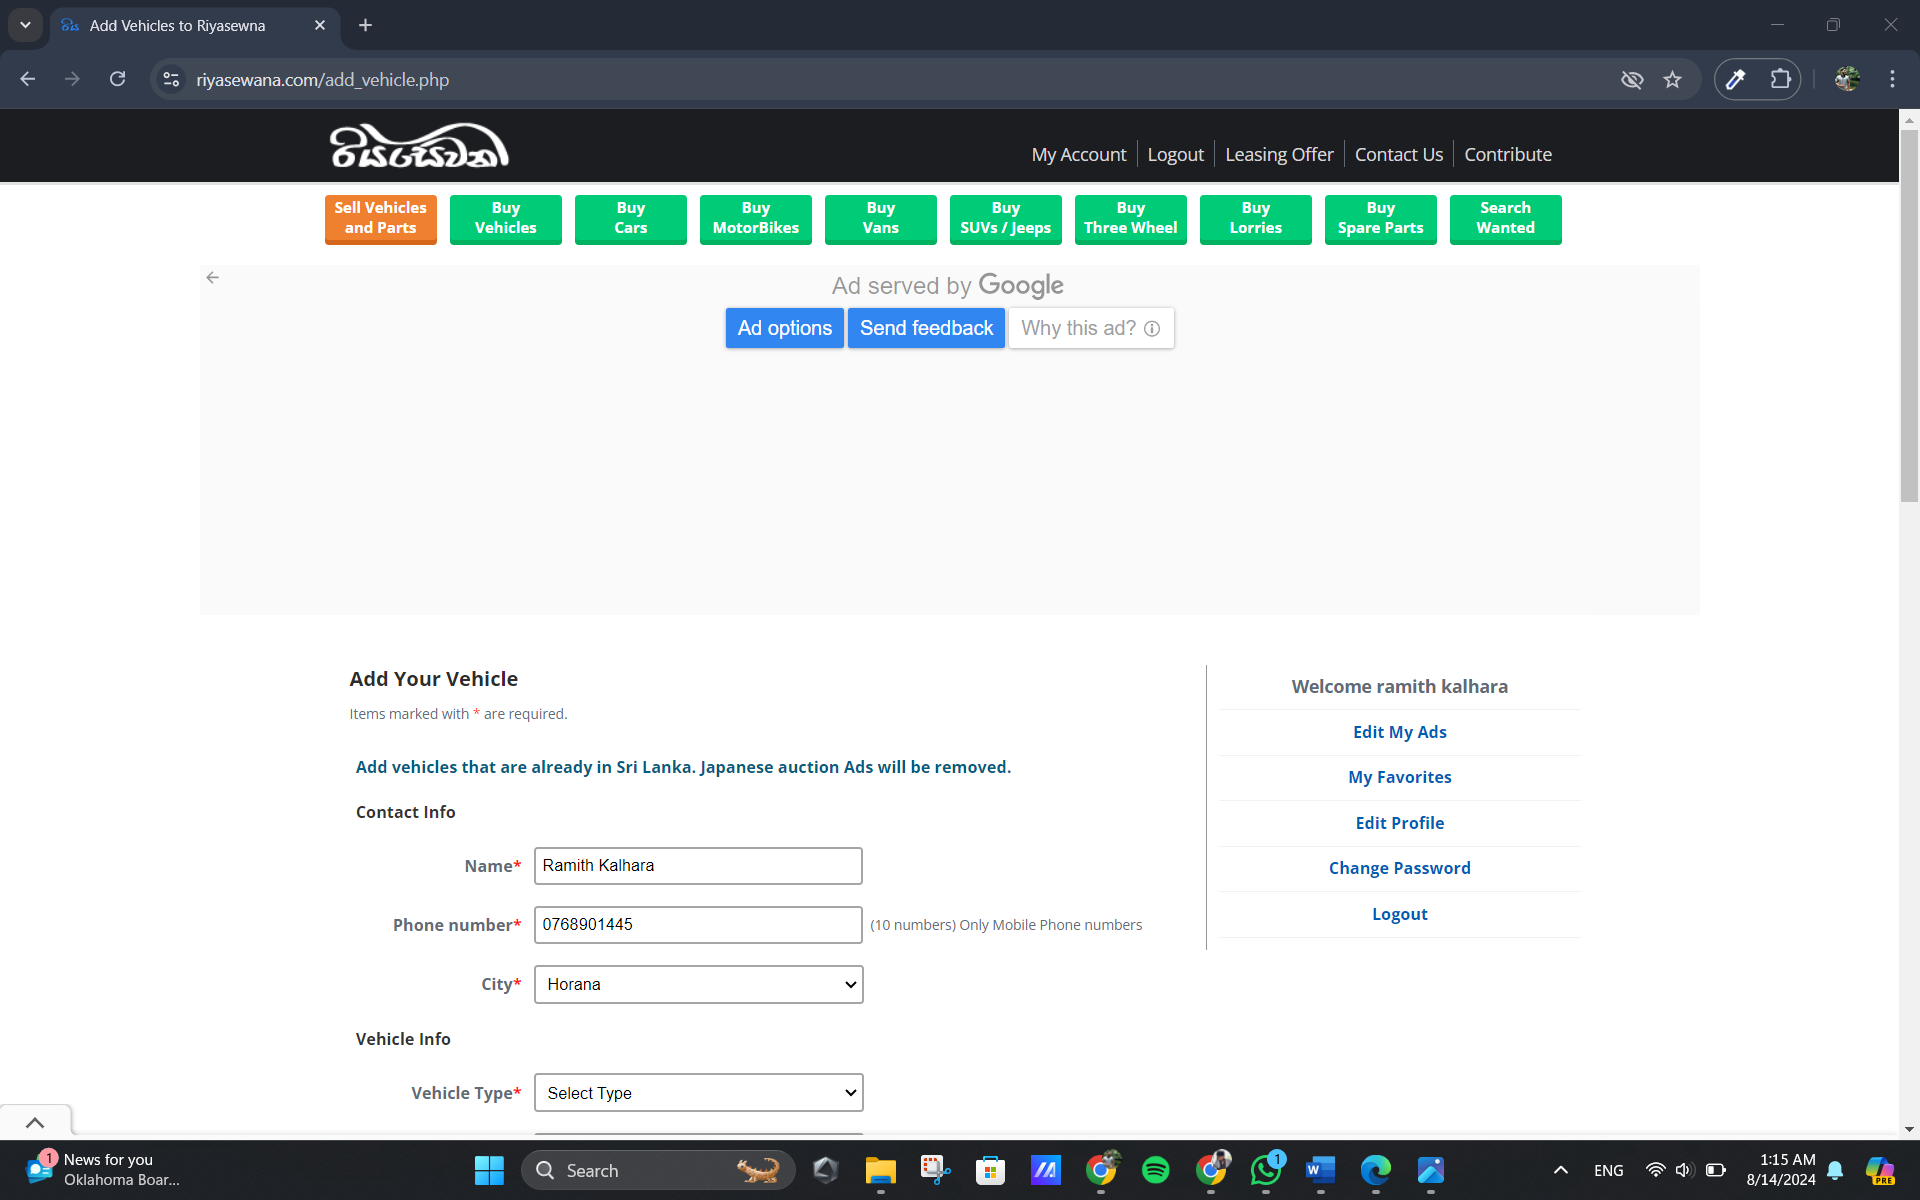 Add Vehicles to Riyasewna
riyasewana.com/add_vehicle.php
රියසෙවන
My Account
Logout
Leasing Offer
Contact Us
Contribute
Sell Vehicles
and Parts
Buy
Vehicles
Buy
Cars
Buy
MotorBikes
Buy
Vans
Buy
SUVs / Jeeps
Buy
Three Wheel
Buy
Lorries
Buy
Spare Parts
Search
Wanted
Ad served by Google
Ad options
Send feedback
Why this ad?
Add Your Vehicle
Items marked with * are required.
Add vehicles that are already in Sri Lanka. Japanese auction Ads will be removed.
Contact Info
Name*
Ramith Kalhara
Phone number*
0768901445
(10 numbers) Only Mobile Phone numbers
City*
Horana
Vehicle Info
Vehicle Type*
Select Type
Welcome ramith kalhara
Edit My Ads
My Favorites
Edit Profile
Change Password
Logout
1
News for you
Oklahoma Boar...
Search
1
ENG
1:15 AM
8/14/2024
PRE